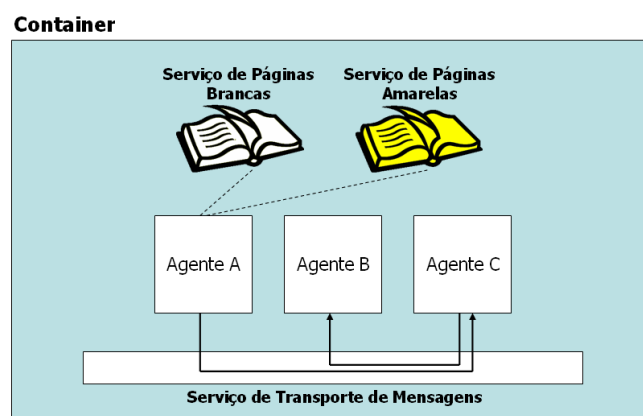 Container
Serviço de Páginas
Brancas
Serviço de Páginas
Amarelas
Agente A
Agente B
Agente C
Serviço de Transporte de Mensagens